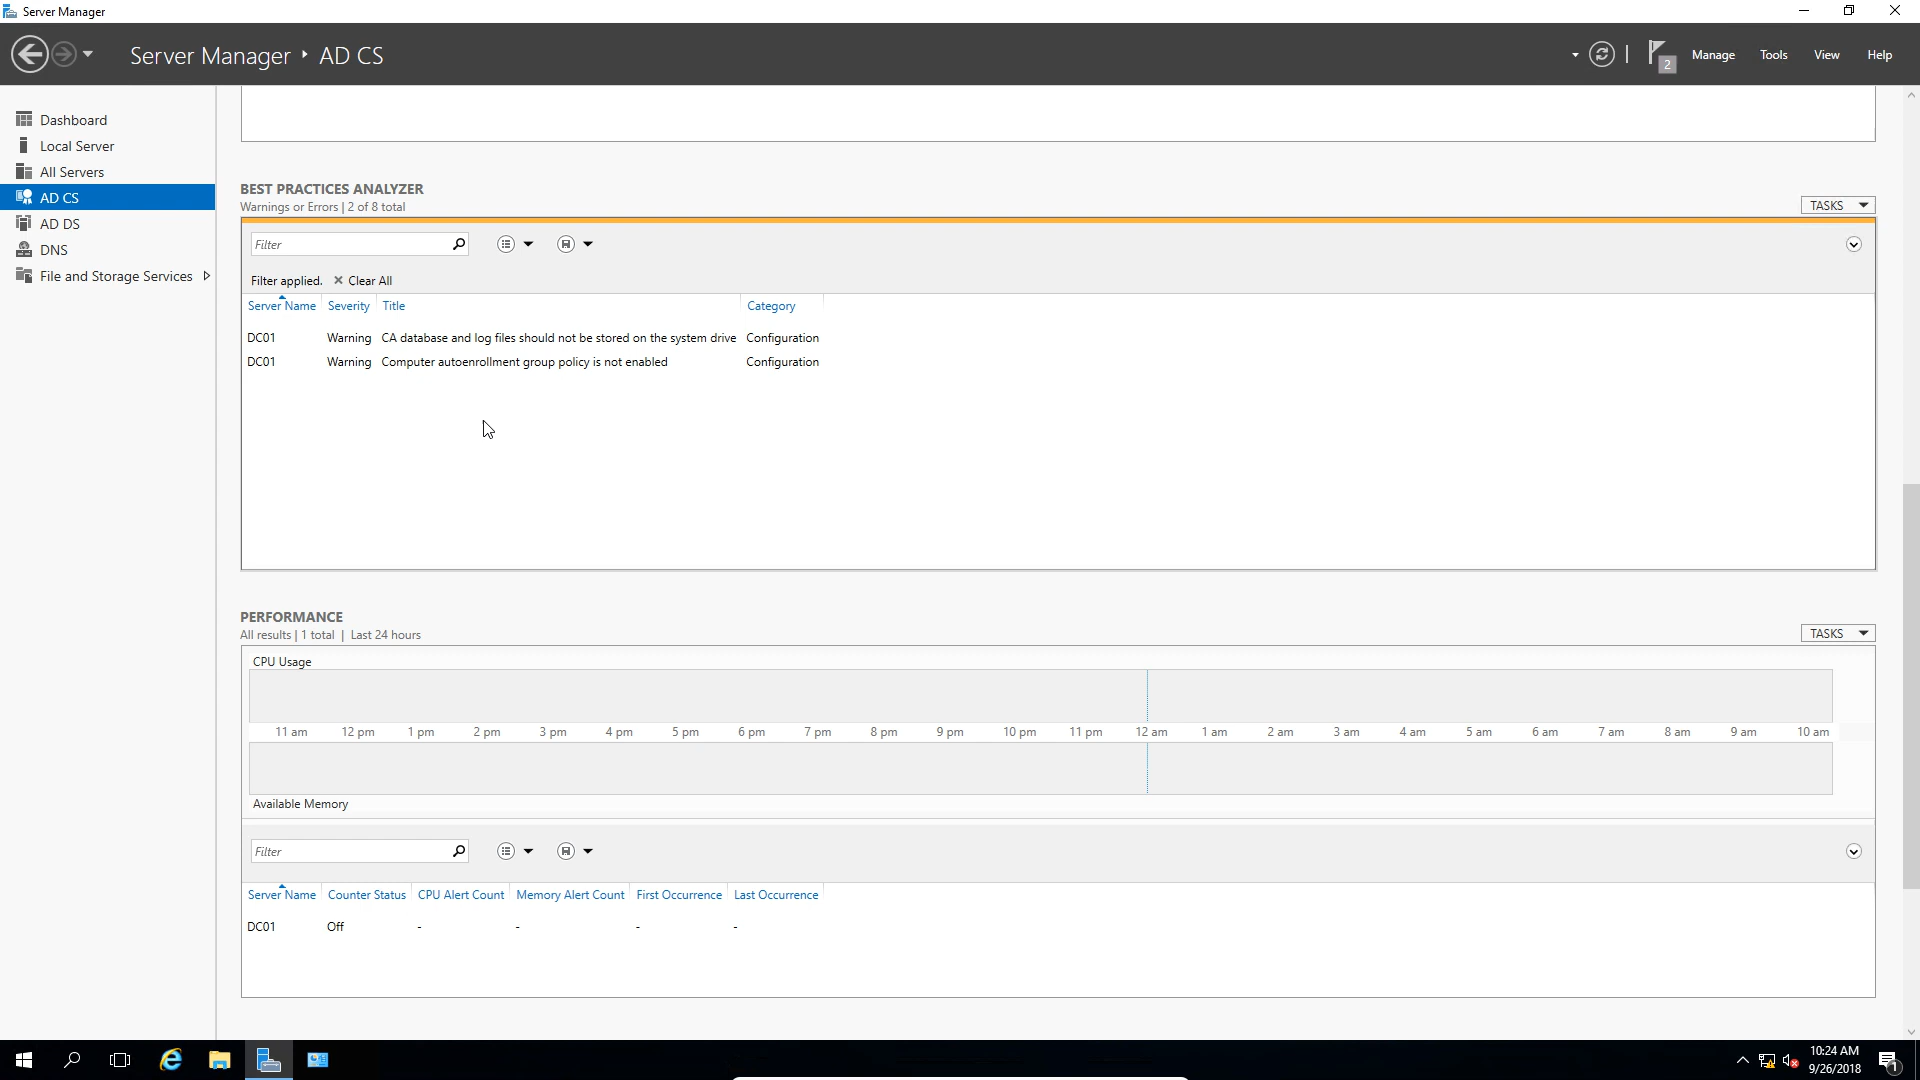 Server Manager
Server Manager ‣ AD CS
2
Manage
Tools
View
Help
Dashboard
Local Server
All Servers
AD CS
AD DS
DNS
File and Storage Services
BEST PRACTICES ANALYZER
Warnings or Errors | 2 of 8 total
TASKS
Filter
Filter applied. × Clear All
Server Name Severity Title Category
DC01 Warning CA database and log files should not be stored on the system drive Configuration
DC01 Warning Computer autoenrollment group policy is not enabled Configuration
PERFORMANCE
All results | 1 total | Last 24 hours
TASKS
CPU Usage
11 am 12 pm 1 pm 2 pm 3 pm 4 pm 5 pm 6 pm 7 pm 8 pm 9 pm 10 pm 11 pm 12 am 1 am 2 am 3 am 4 am 5 am 6 am 7 am 8 am 9 am 10 am
Available Memory
Filter
Server Name Counter Status CPU Alert Count Memory Alert Count First Occurrence Last Occurrence
DC01 Off - - - -
10:24 AM
9/26/2018
1